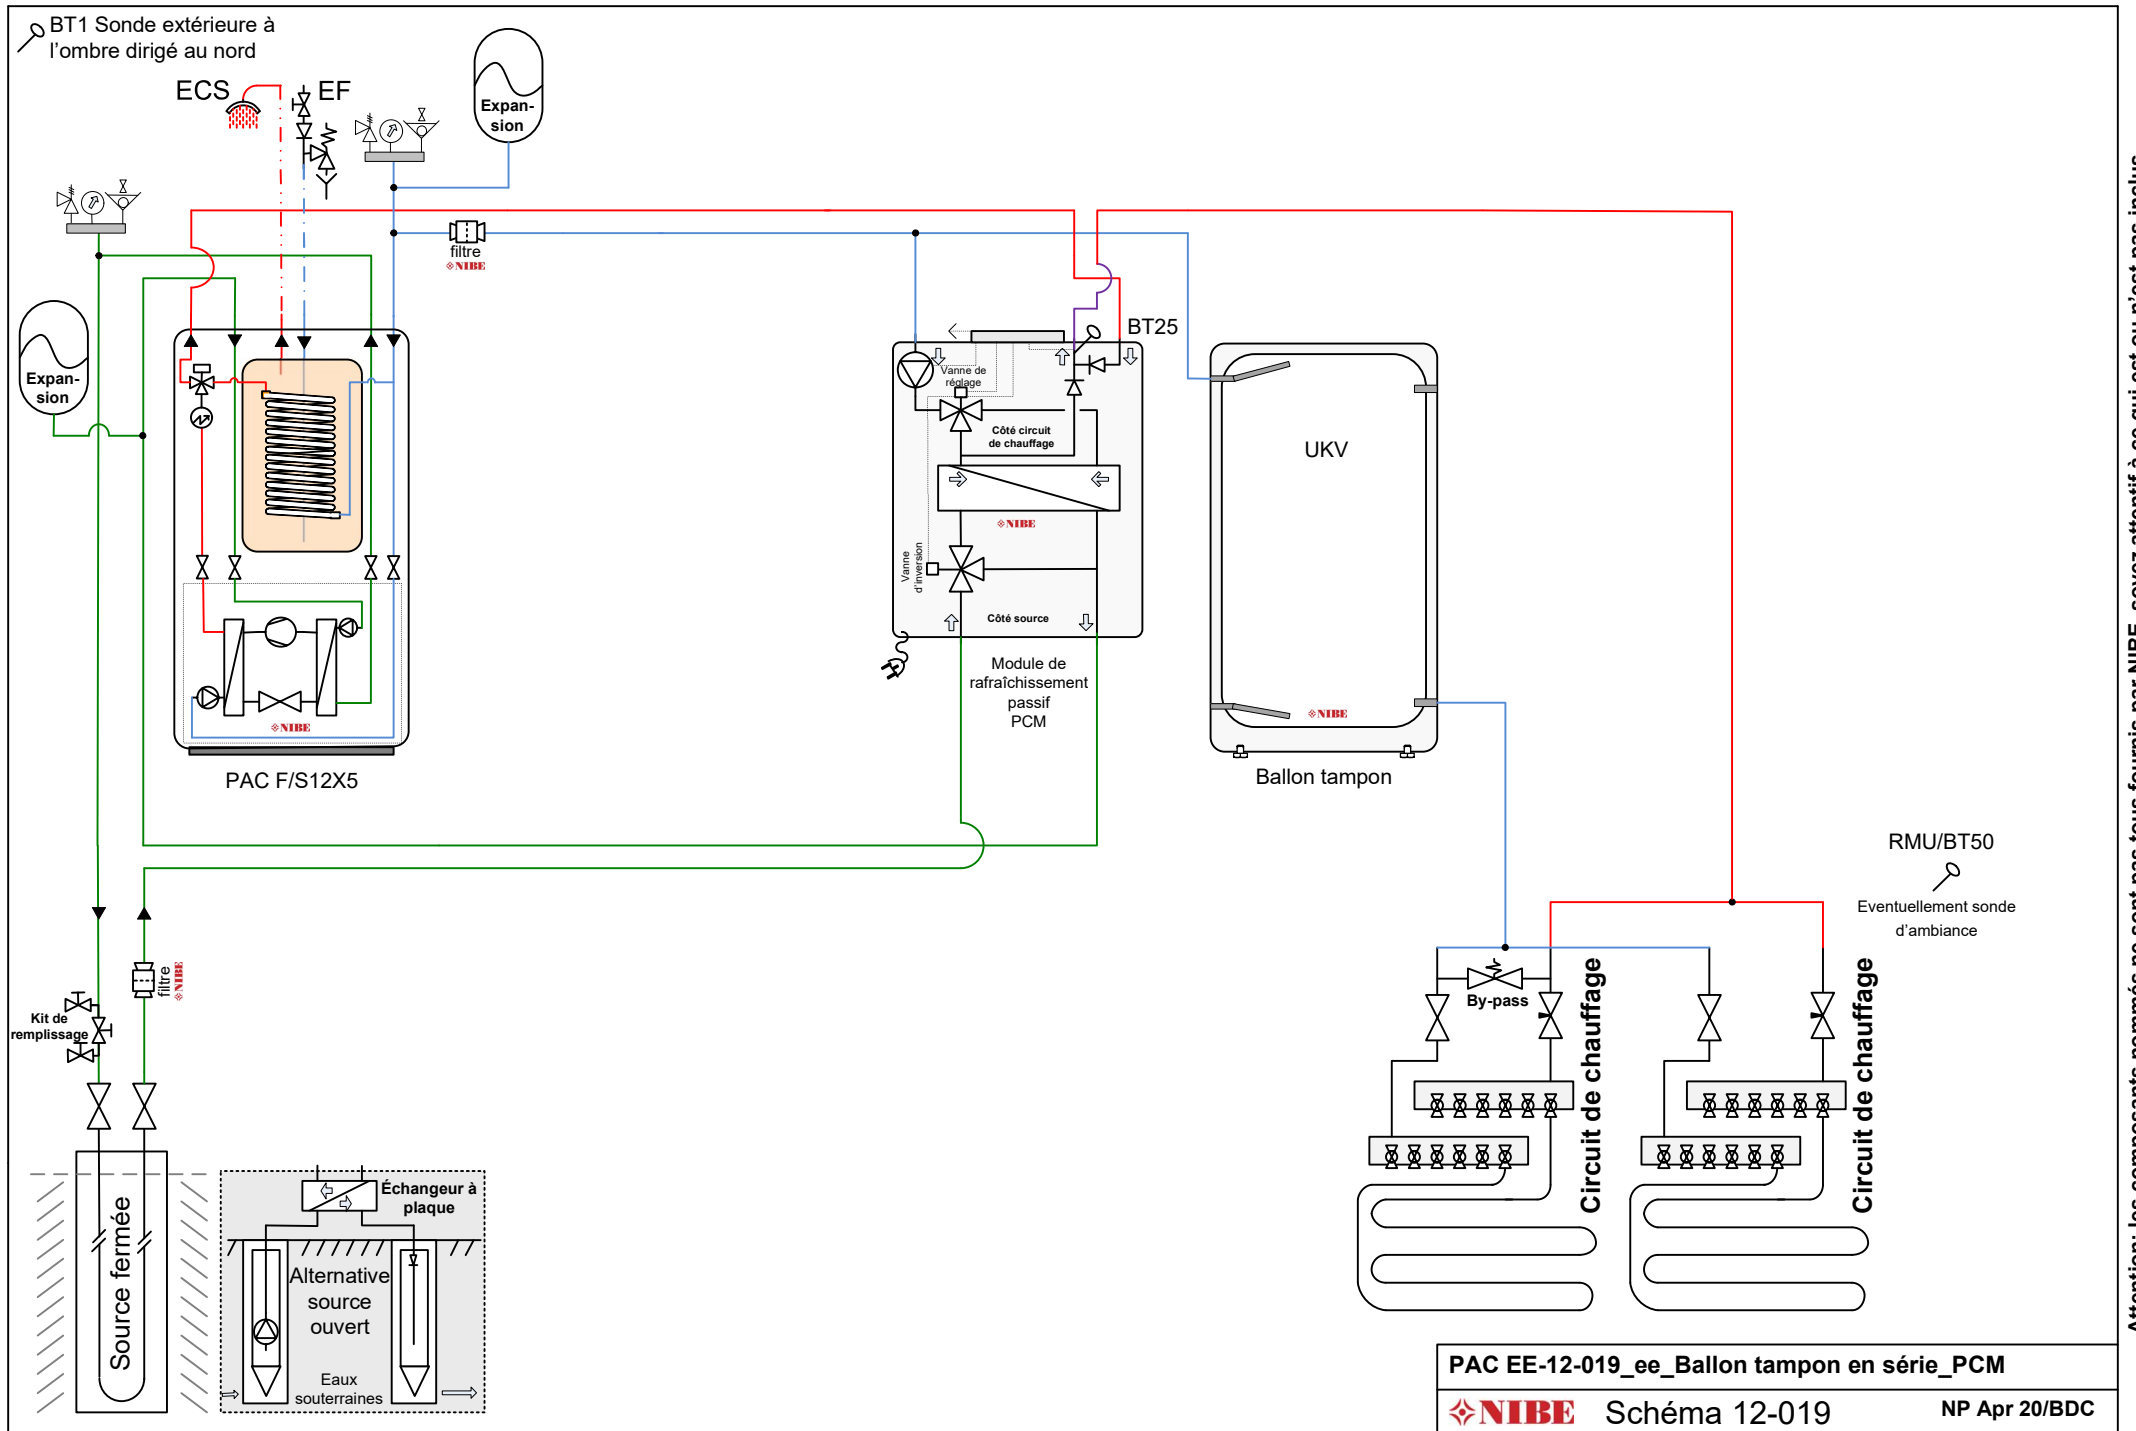 BT1 Sonde extérieure à
l'ombre dirigé au nord
ECS
EF
Expan-
sion
filtre
NIBE
Expan-
sion
BT25
Vanne de
réglage
Côté circuit
de chauffage
UKV
NIBE
Vanne
d'inversion
Côté source
NIBE
NIBE
Module de
rafraîchissement
passif
PCM
PAC F/S12X5
Ballon tampon
RMU/BT50
Eventuellement sonde
d'ambiance
filtre
NIBE
Kit de
remplissage
By-pass
Circuit de chauffage
Circuit de chauffage
Source fermée
Échangeur à
plaque
Alternative
source
ouvert
Eaux
souterraines
PAC EE-12-019_ee_Ballon tampon en série_PCM
NIBE Schéma 12-019 NP Apr 20/BDC